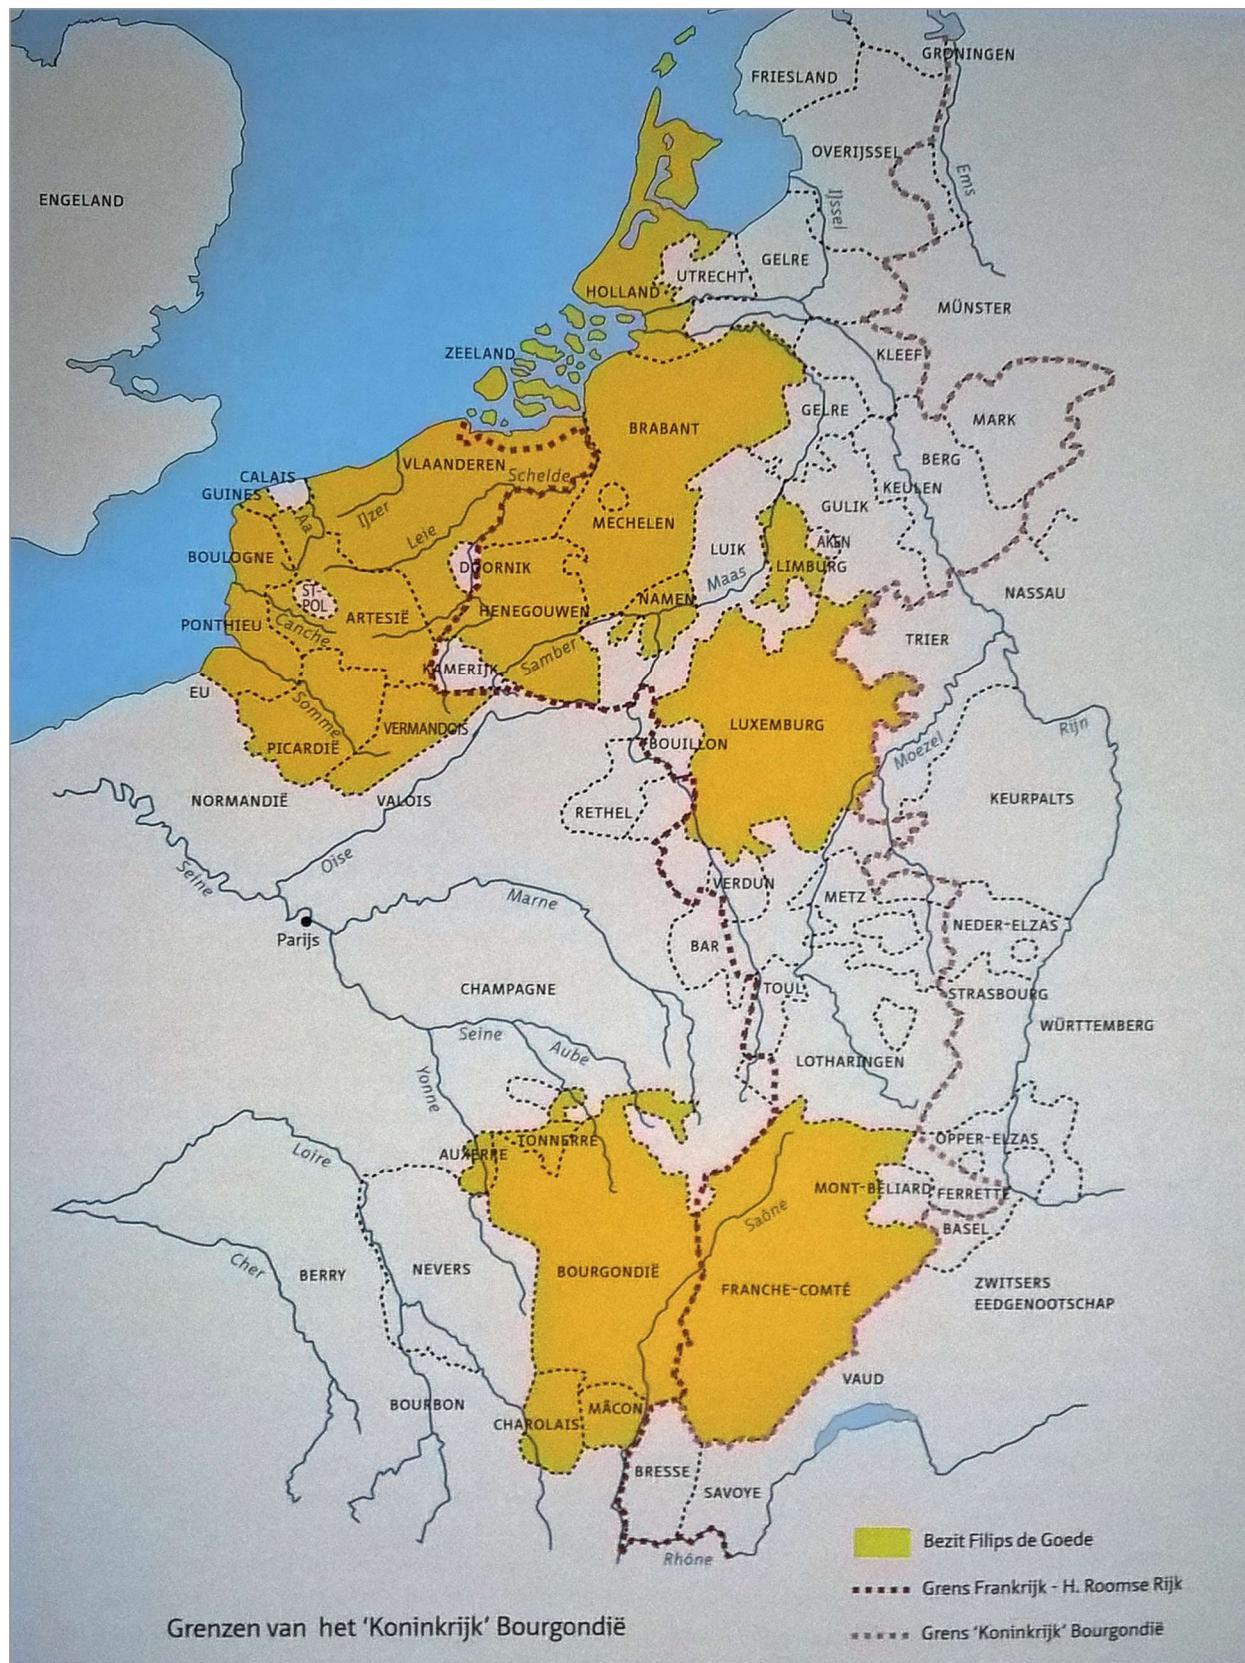 GRONINGEN
FRIESLAND
OVERIJSSEL
Ems
ENGELAND
IJssel
GELRE
UTRECHT
HOLLAND
MÜNSTER
ZEELAND
KLEEF
GELRE
MARK
BRABANT
BERG
VLAANDEREN
CALAIS
Schelde
KEULEN
GUINES
GULIK
Aa
IJzer
MECHELEN
Leie
AKEN
LUIK
BOULOGNE
DOORNIK
LIMBURG
Maas
NASSAU
ST-
POL
NAMEN
HENEGOUWEN
ARTESIË
PONTHIEU
Canche
TRIER
Samber
KAMERIJK
EU
Somme
LUXEMBURG
VERMANDOIS
Rijn
PICARDIË
BOUILLON
Moezel
NORMANDIË
VALOIS
KEURPALTS
RETHEL
Oise
Seine
VERDUN
METZ
Marne
NEDER-ELZAS
Parijs
BAR
CHAMPAGNE
TOUL
STRASBOURG
WÜRTTEMBERG
Seine
Aube
LOTHARINGEN
Yonne
TONNERRE
OPPER-ELZAS
AUXERRE
Loire
MONT-BÉLIARD
FERRETTE
Saône
BASEL
Cher
BERRY
NEVERS
BOURGONDIË
FRANCHE-COMTÉ
ZWITSERS
EEDGENOOTSCHAP
VAUD
BOURBON
MÂCON
CHAROLAIS
BRESSE
SAVOYE
Rhône
Bezit Filips de Goede
Grens Frankrijk - H. Roomse Rijk
Grens 'Koninkrijk' Bourgondië
Grenzen van het 'Koninkrijk' Bourgondië